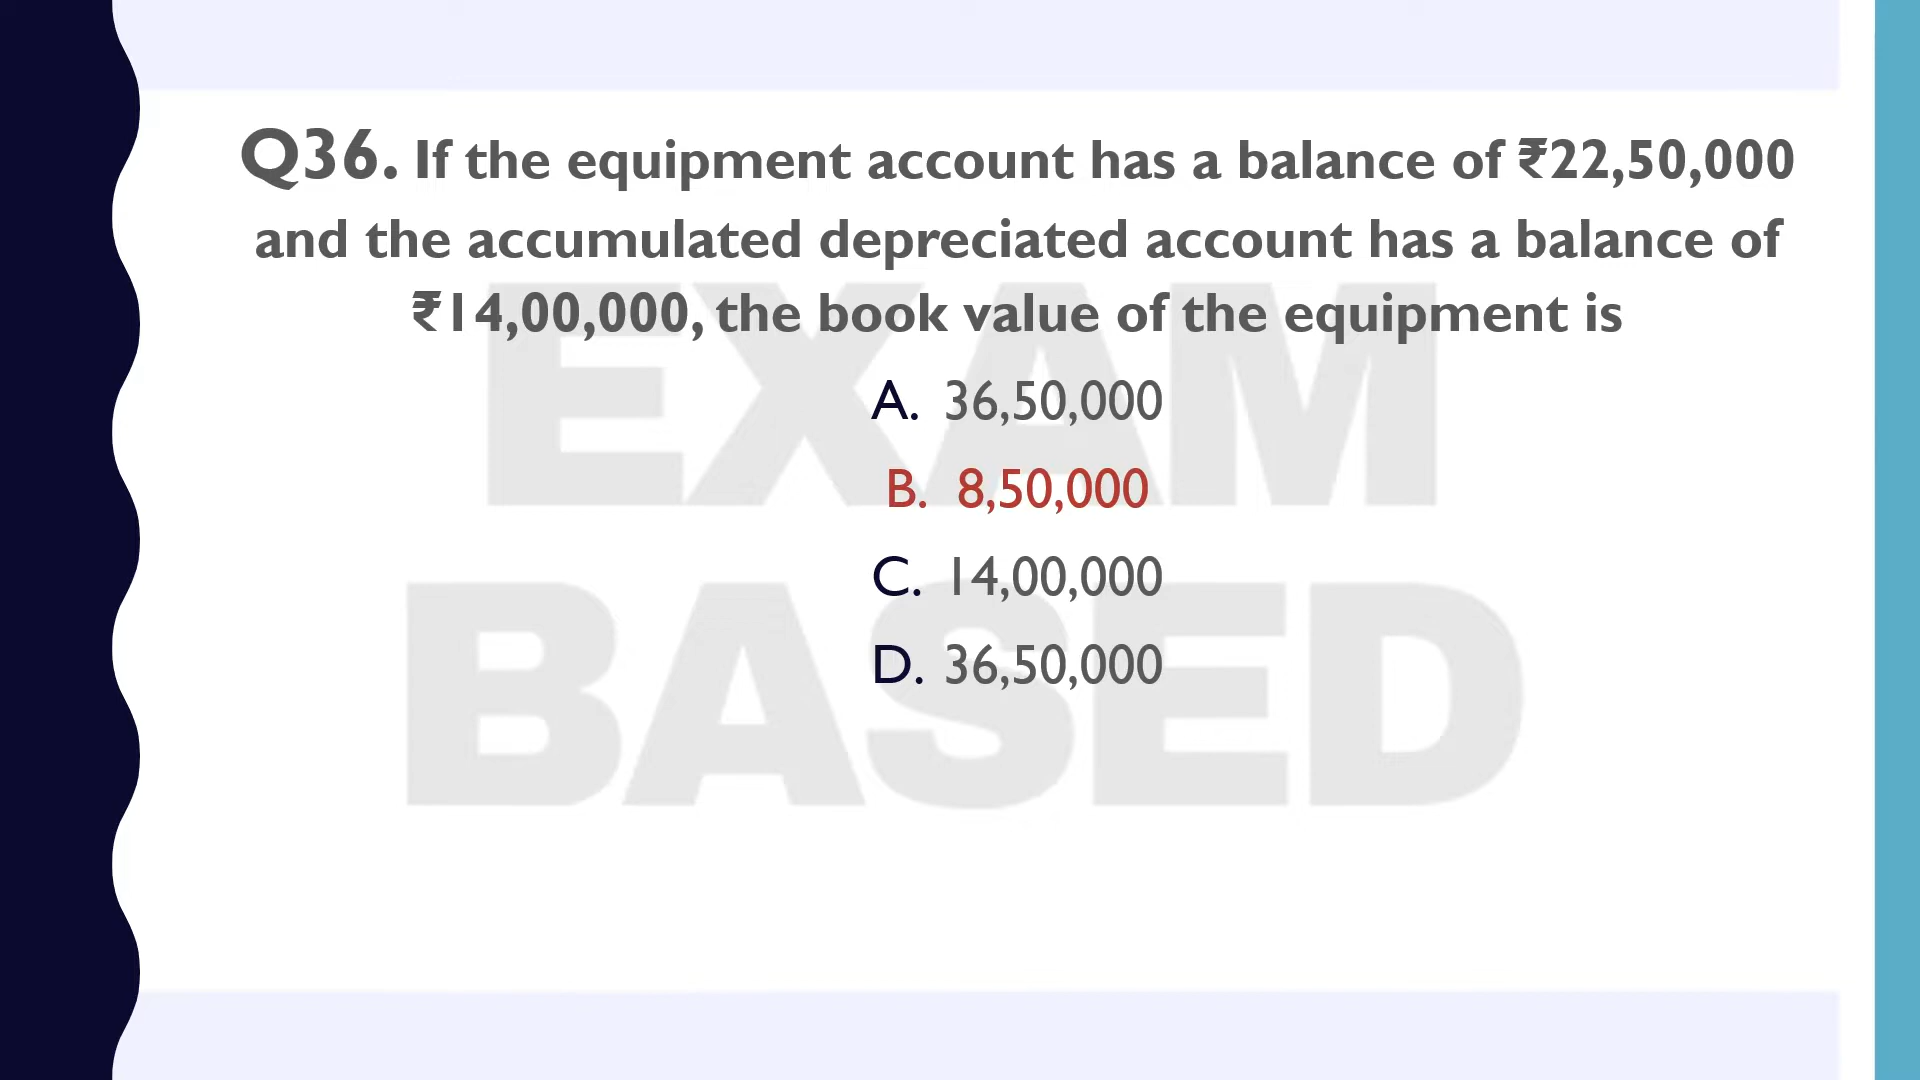 Q36. If the equipment account has a balance of ₹22,50,000
and the accumulated depreciated account has a balance of
₹14,00,000, the book value of the equipment is
A. 36,50,000
B. 8,50,000
C. 14,00,000
D. 36,50,000
EXAM
BASED